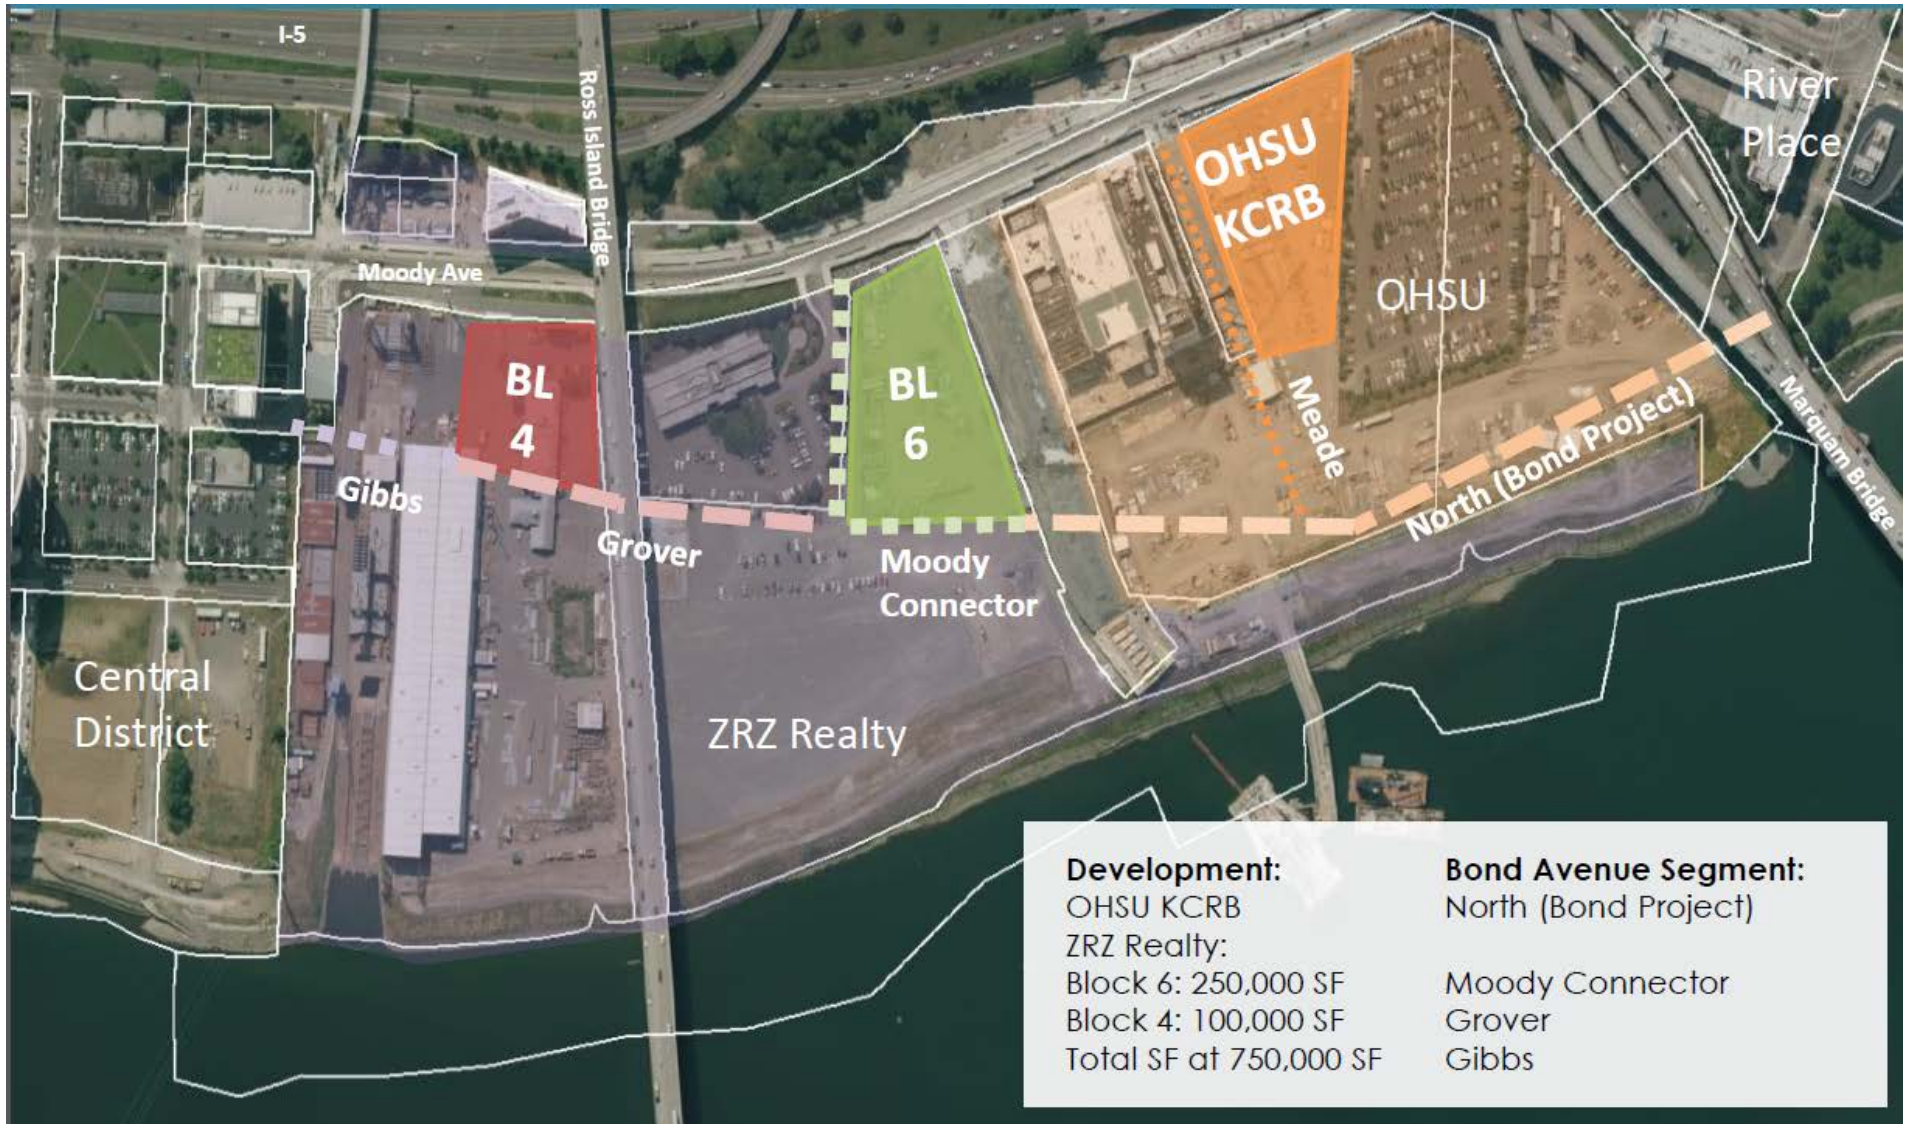 I-5
Ross Island Bridge
River
Place
OHSU
KCRB
Moody Ave
OHSU
BL
4
BL
6
Meade
Marquam Bridge
North (Bond Project)
Gibbs
Grover
Moody
Connector
Central
District
ZRZ Realty
Development:
Bond Avenue Segment:
OHSU KCRB
North (Bond Project)
ZRZ Realty:
Block 6: 250,000 SF
Moody Connector
Block 4: 100,000 SF
Grover
Total SF at 750,000 SF
Gibbs